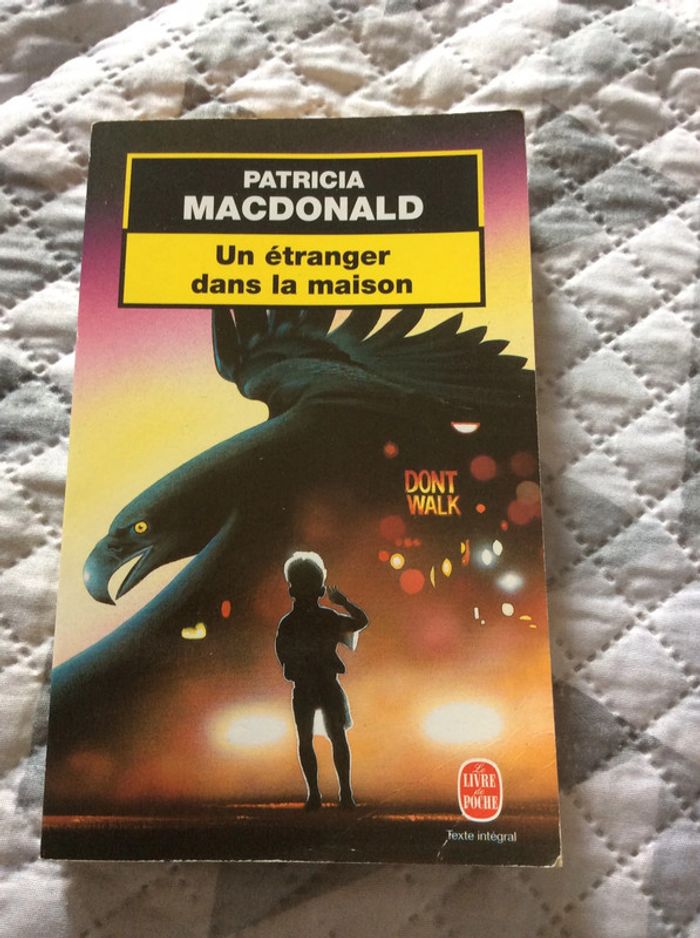 PATRICIA
MACDONALD
Un étranger
dans la maison
DONT
WALK
Le
LIVRE
de
POCHE
Texte intégral